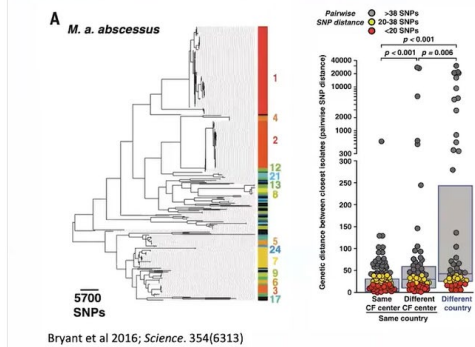 A
M. a. abscessus
1
4
2
12
21
13
8
5
24
7
9
6
3
17
5700
SNPs
Pairwise
SNP distance
>38 SNPs
20-38 SNPs
<20 SNPs
p < 0.001
p < 0.001
p = 0.006
Genetic distance between closest isolates (pairwise SNP distance)
40000
30000
20000
10000
2000
1000
300
250
200
150
100
50
0
Same
CF center
Different
CF center
Different
country
Same country
Bryant et al 2016; Science. 354(6313)